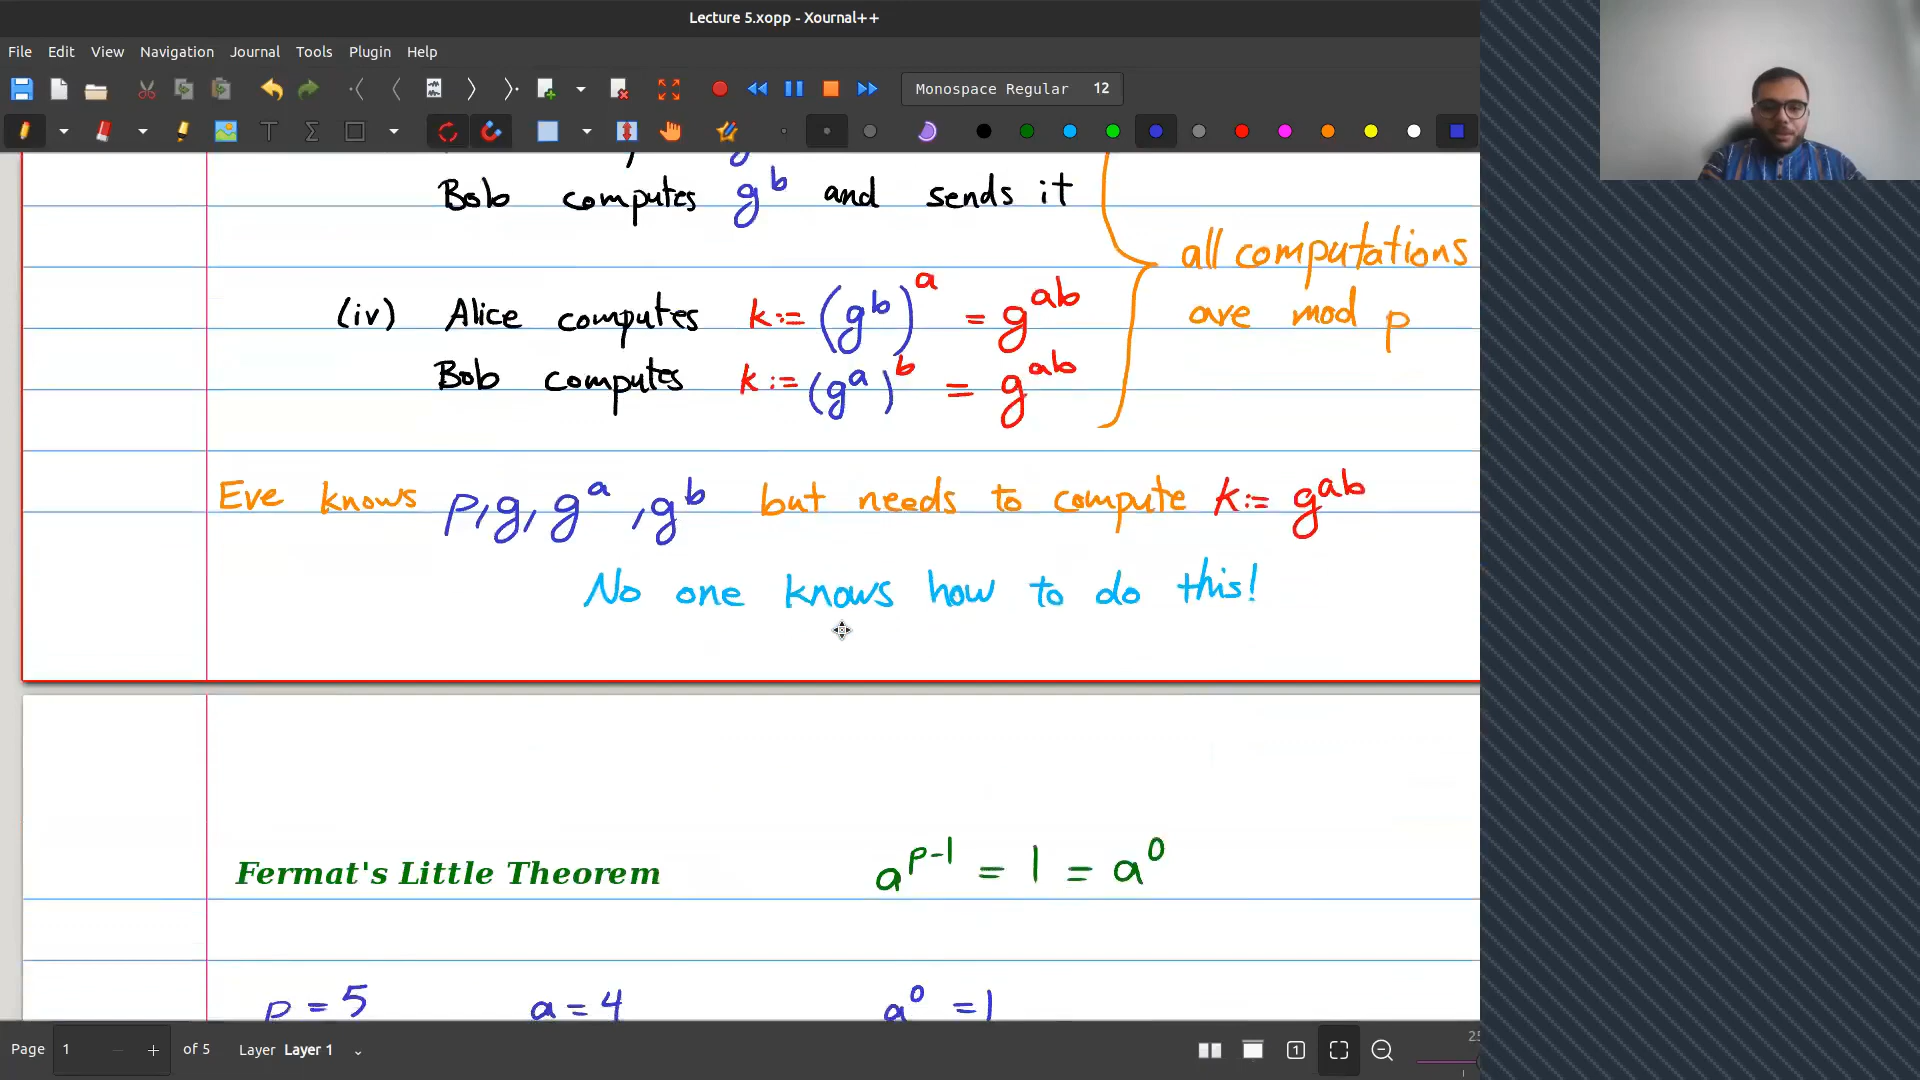 Lecture 5.xopp - Xournal++
File Edit View Navigation Journal Tools Plugin Help
Monospace Regular 12
Bob computes g^b and sends it
all computations
are mod p
(iv) Alice computes k := (g^b)^a = g^ab
Bob computes k := (g^a)^b = g^ab
Eve knows p, g, g^a, g^b but needs to compute k := g^ab
No one knows how to do this!
Fermat's Little Theorem a^p-1 = 1 = a^0
p = 5 a = 4 a^0 = 1
Page 1 of 5 Layer Layer 1